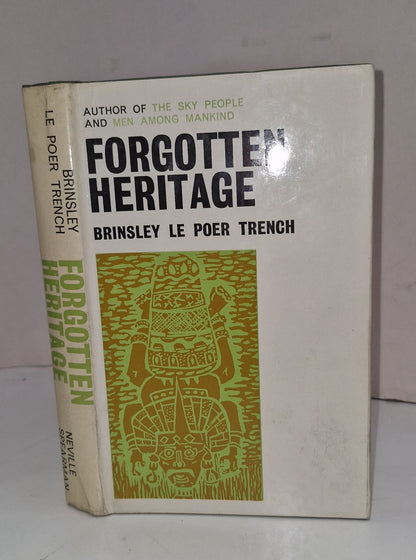 AUTHOR OF THE SKY PEOPLE
AND MEN AMONG MANKIND
FORGOTTEN
HERITAGE
BRINSLEY LE POER TRENCH
BRINSLEY
LE POER TRENCH
FORGOTTEN
HERITAGE
NEVILLE
SPEARMAN